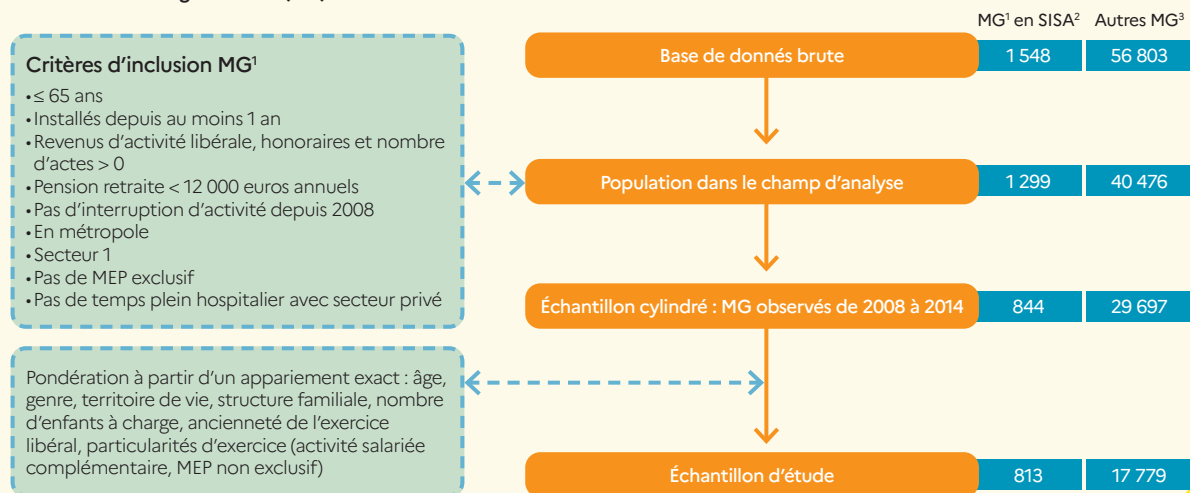 MG¹ en SISA² Autres MG³
Base de donnés brute 1 548 56 803
Critères d'inclusion MG¹
• ≤ 65 ans
• Installés depuis au moins 1 an
• Revenus d'activité libérale, honoraires et nombre
d'actes > 0
• Pension retraite < 12 000 euros annuels
• Pas d'interruption d'activité depuis 2008
• En métropole
• Secteur 1
• Pas de MEP exclusif
• Pas de temps plein hospitalier avec secteur privé
Population dans le champ d'analyse 1 299 40 476
Échantillon cylindré : MG observés de 2008 à 2014 844 29 697
Pondération à partir d'un appariement exact : âge,
genre, territoire de vie, structure familiale, nombre
d'enfants à charge, ancienneté de l'exercice
libéral, particularités d'exercice (activité salariée
complémentaire, MEP non exclusif)
Échantillon d'étude 813 17 779